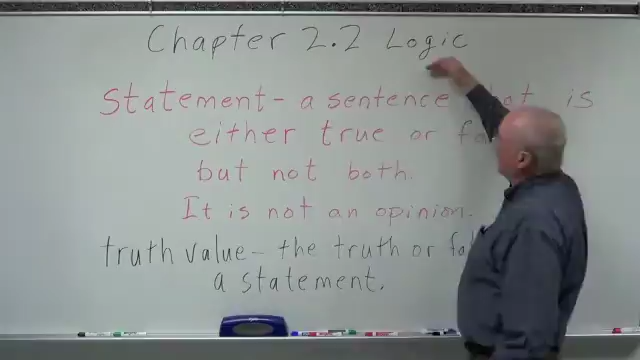 Chapter 2.2 Logic
Statement - a sentence is
either true or
but not both.
It is not an opinion.
truth value - the truth or
a statement.